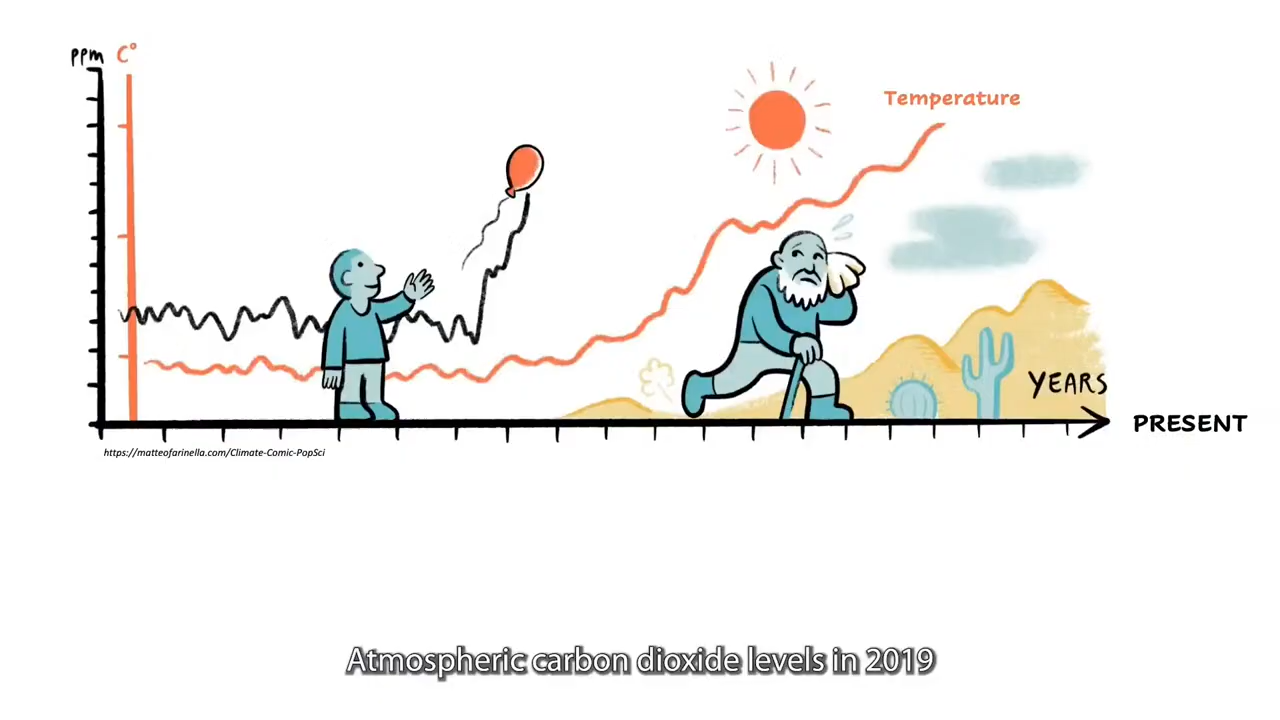 ppm C°
Temperature
YEARS
PRESENT
https://matteofarinella.com/Climate-Comic-PopSci
Atmospheric carbon dioxide levels in 2019